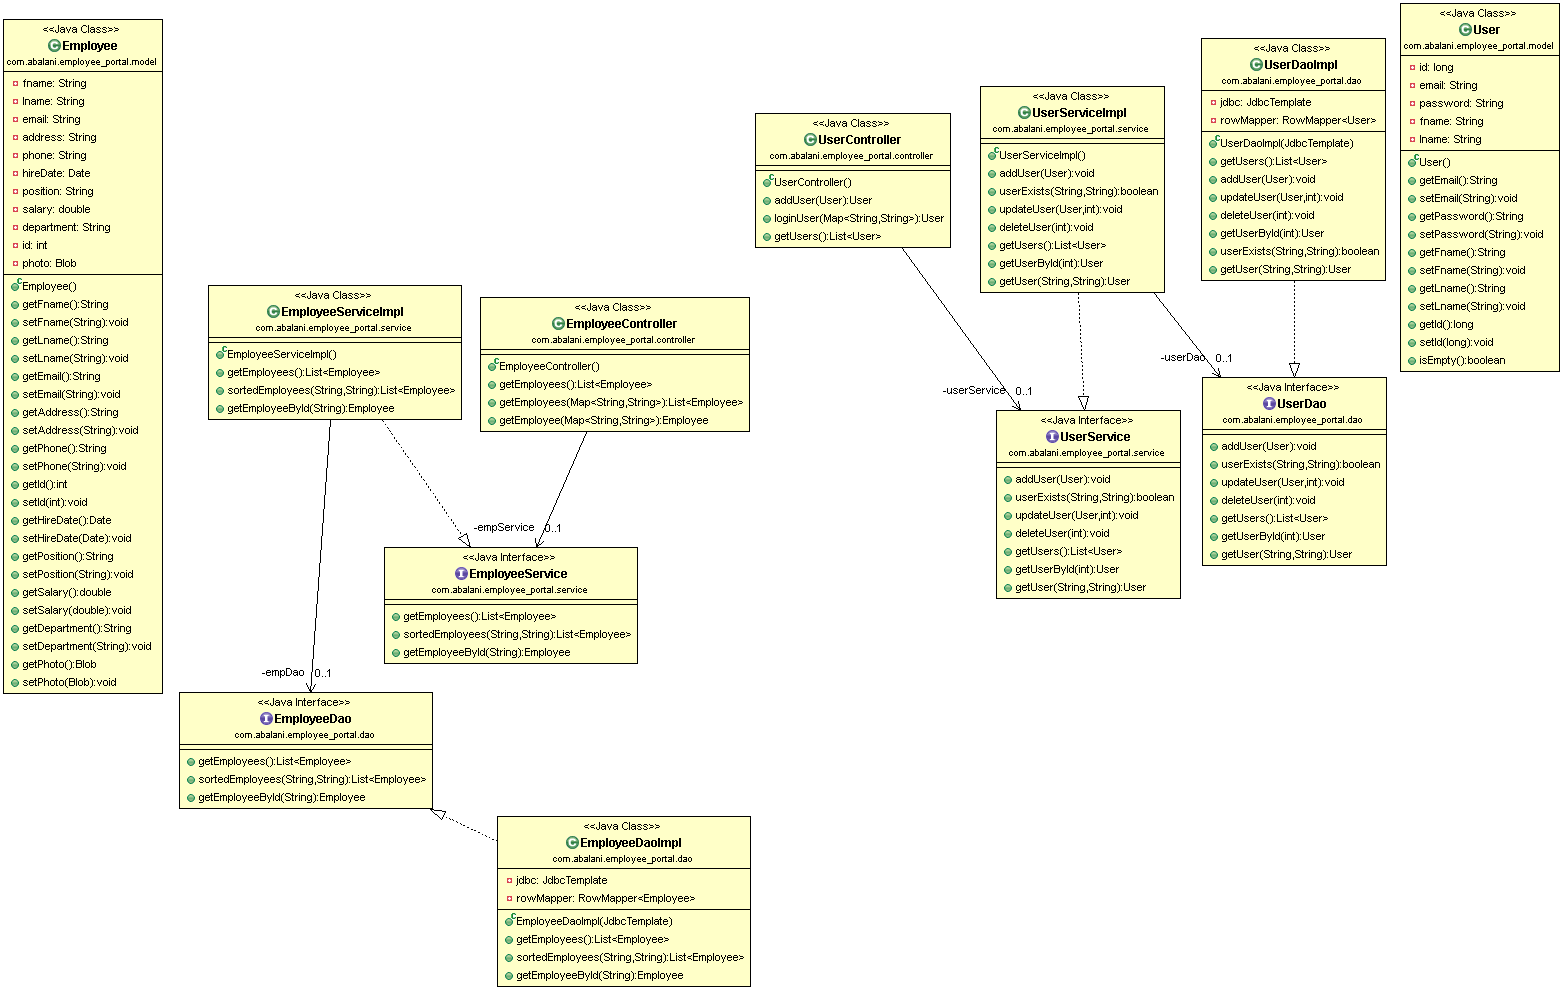 <<Java Class>>
Employee
com.abalani.employee_portal.model
fname: String
lname: String
email: String
address: String
phone: String
hireDate: Date
position: String
salary: double
department: String
id: int
photo: Blob
Employee()
getFname():String
setFname(String):void
getLname():String
setLname(String):void
getEmail():String
setEmail(String):void
getAddress():String
setAddress(String):void
getPhone():String
setPhone(String):void
getId():int
setId(int):void
getHireDate():Date
setHireDate(Date):void
getPosition():String
setPosition(String):void
getSalary():double
setSalary(double):void
getDepartment():String
setDepartment(String):void
getPhoto():Blob
setPhoto(Blob):void
<<Java Class>>
EmployeeServiceImpl
com.abalani.employee_portal.service
EmployeeServiceImpl()
getEmployees():List<Employee>
sortedEmployees(String,String):List<Employee>
getEmployeeById(String):Employee
<<Java Class>>
EmployeeController
com.abalani.employee_portal.controller
EmployeeController()
getEmployees():List<Employee>
getEmployees(Map<String,String>):List<Employee>
getEmployee(Map<String,String>):Employee
-empService 0..1
<<Java Interface>>
EmployeeService
com.abalani.employee_portal.service
getEmployees():List<Employee>
sortedEmployees(String,String):List<Employee>
getEmployeeById(String):Employee
-empDao 0..1
<<Java Interface>>
EmployeeDao
com.abalani.employee_portal.dao
getEmployees():List<Employee>
sortedEmployees(String,String):List<Employee>
getEmployeeById(String):Employee
<<Java Class>>
EmployeeDaoImpl
com.abalani.employee_portal.dao
jdbc: JdbcTemplate
rowMapper: RowMapper<Employee>
EmployeeDaoImpl(JdbcTemplate)
getEmployees():List<Employee>
sortedEmployees(String,String):List<Employee>
getEmployeeById(String):Employee
<<Java Class>>
UserController
com.abalani.employee_portal.controller
UserController()
addUser(User):User
loginUser(Map<String,String>):User
getUsers():List<User>
<<Java Class>>
UserServiceImpl
com.abalani.employee_portal.service
UserServiceImpl()
addUser(User):void
userExists(String,String):boolean
updateUser(User,int):void
deleteUser(int):void
getUsers():List<User>
getUserById(int):User
getUser(String,String):User
-userService 0..1
<<Java Interface>>
UserService
com.abalani.employee_portal.service
addUser(User):void
userExists(String,String):boolean
updateUser(User,int):void
deleteUser(int):void
getUsers():List<User>
getUserById(int):User
getUser(String,String):User
<<Java Class>>
UserDaoImpl
com.abalani.employee_portal.dao
jdbc: JdbcTemplate
rowMapper: RowMapper<User>
UserDaoImpl(JdbcTemplate)
getUsers():List<User>
addUser(User):void
updateUser(User,int):void
deleteUser(int):void
getUserById(int):User
userExists(String,String):boolean
getUser(String,String):User
-userDao 0..1
<<Java Interface>>
UserDao
com.abalani.employee_portal.dao
addUser(User):void
userExists(String,String):boolean
updateUser(User,int):void
deleteUser(int):void
getUsers():List<User>
getUserById(int):User
getUser(String,String):User
<<Java Class>>
User
com.abalani.employee_portal.model
id: long
email: String
password: String
fname: String
lname: String
User()
getEmail():String
setEmail(String):void
getPassword():String
setPassword(String):void
getFname():String
setFname(String):void
getLname():String
setLname(String):void
getId():long
setId(long):void
isEmpty():boolean